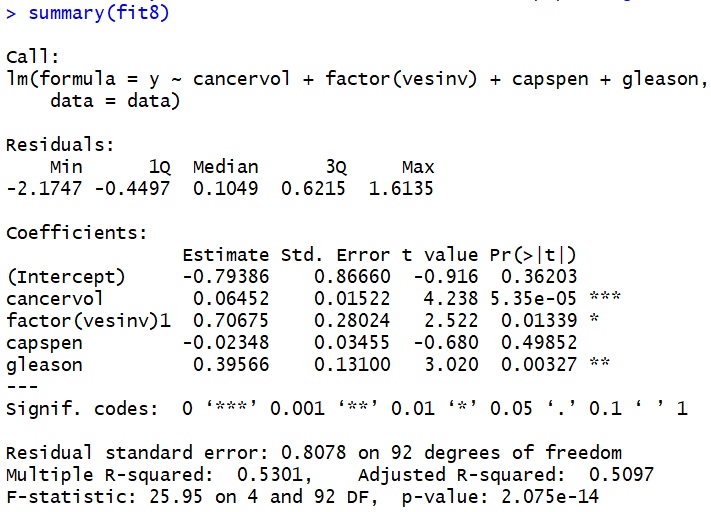 > summary(fit8)
Call:
lm(formula = y ~ cancervol + factor(vesinv) + capspen + gleason,
    data = data)
Residuals:
    Min      1Q  Median      3Q     Max
-2.1747 -0.4497  0.1049  0.6215  1.6135
Coefficients:
                Estimate Std. Error t value Pr(>|t|)
(Intercept)     -0.79386    0.86660  -0.916  0.36203
cancervol        0.06452    0.01522   4.238 5.35e-05 ***
factor(vesinv)1  0.70675    0.28024   2.522  0.01339 *
capspen         -0.02348    0.03455  -0.680  0.49852
gleason          0.39566    0.13100   3.020  0.00327 **
---
Signif. codes:  0 ‘***’ 0.001 ‘**’ 0.01 ‘*’ 0.05 ‘.’ 0.1 ‘ ’ 1
Residual standard error: 0.8078 on 92 degrees of freedom
Multiple R-squared:  0.5301,    Adjusted R-squared:  0.5097
F-statistic: 25.95 on 4 and 92 DF,  p-value: 2.075e-14